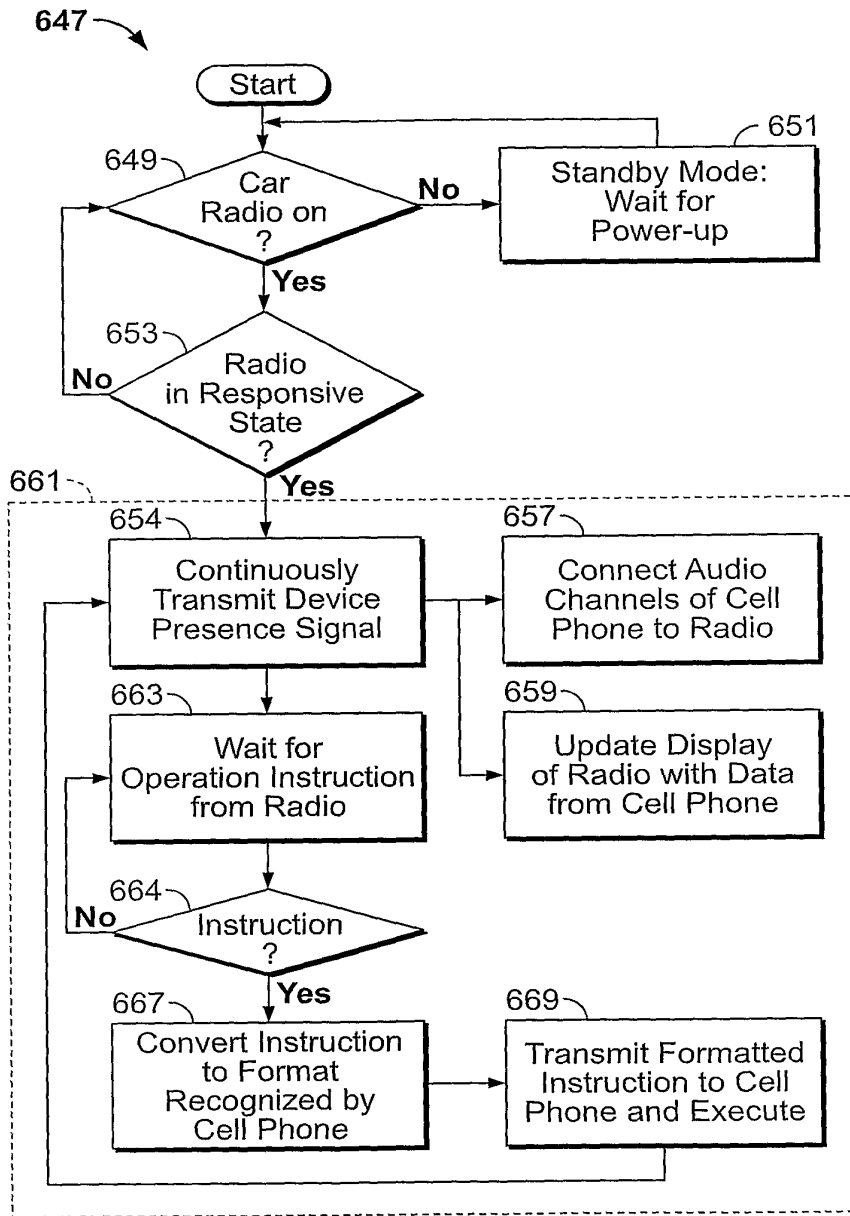 647
Start
649
Car
Radio on
?
No
651
Standby Mode:
Wait for
Power-up
Yes
653
Radio
in Responsive
State
?
No
Yes
661
654
Continuously
Transmit Device
Presence Signal
657
Connect Audio
Channels of Cell
Phone to Radio
663
Wait for
Operation Instruction
from Radio
659
Update Display
of Radio with Data
from Cell Phone
664
Instruction
?
No
Yes
667
Convert Instruction
to Format
Recognized by
Cell Phone
669
Transmit Formatted
Instruction to Cell
Phone and Execute